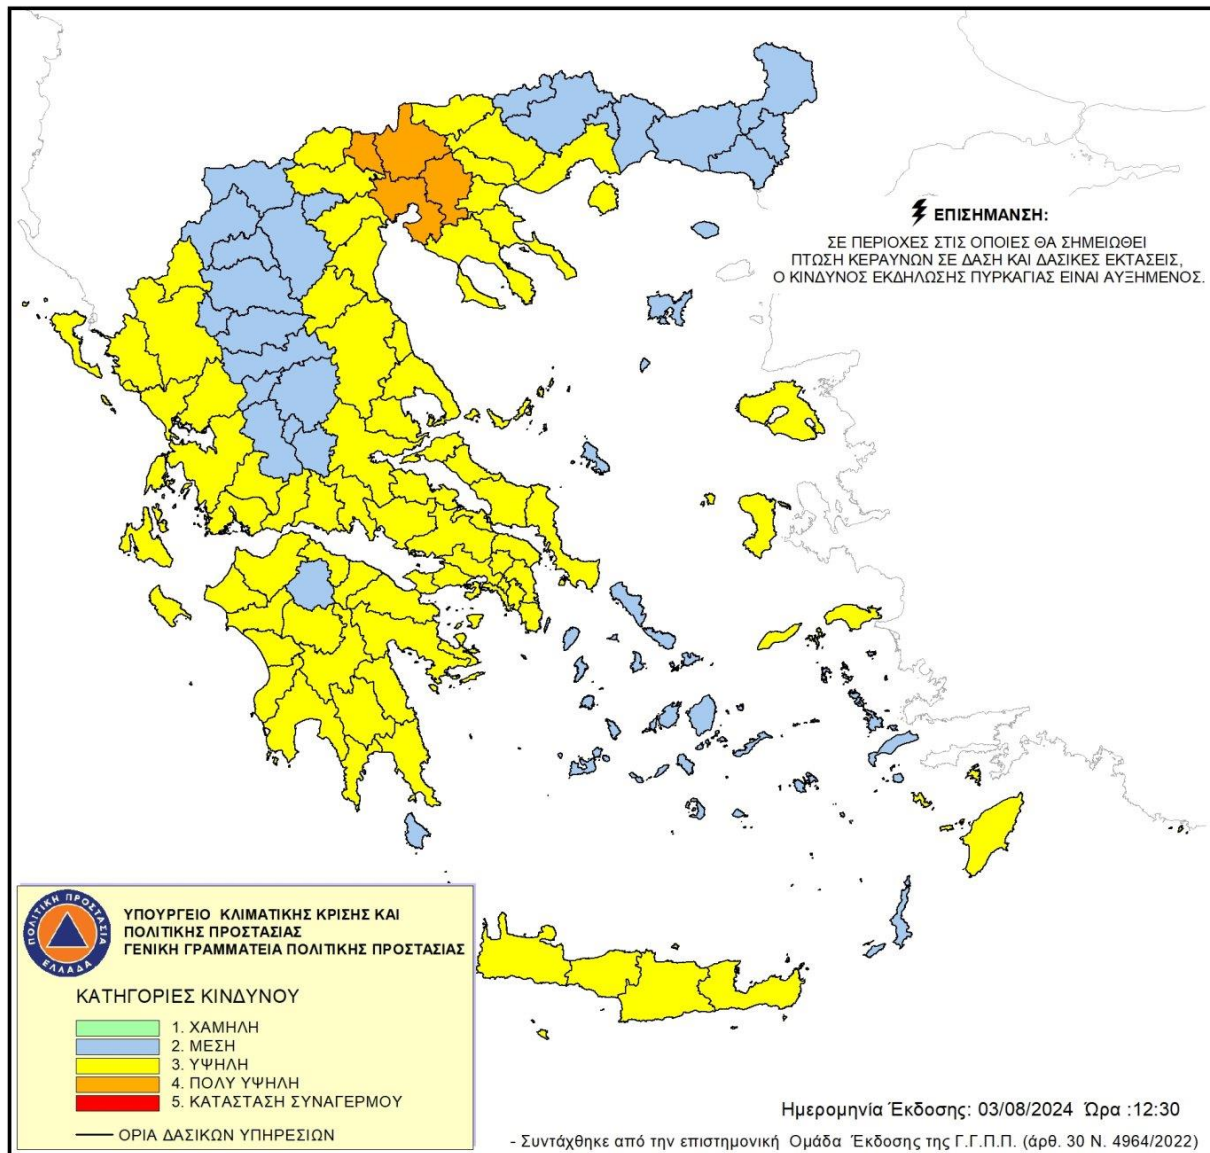 ΕΠΙΣΗΜΑΝΣΗ:
ΣΕ ΠΕΡΙΟΧΕΣ ΣΤΙΣ ΟΠΟΙΕΣ ΘΑ ΣΗΜΕΙΩΘΕΙ
ΠΤΩΣΗ ΚΕΡΑΥΝΩΝ ΣΕ ΔΑΣΗ ΚΑΙ ΔΑΣΙΚΕΣ ΕΚΤΑΣΕΙΣ,
Ο ΚΙΝΔΥΝΟΣ ΕΚΔΗΛΩΣΗΣ ΠΥΡΚΑΓΙΑΣ ΕΙΝΑΙ ΑΥΞΗΜΕΝΟΣ.
ΠΟΛΙΤΙΚΗ ΠΡΟΣΤΑΣΙΑ
ΕΛΛΑΔΑ
ΥΠΟΥΡΓΕΙΟ ΚΛΙΜΑΤΙΚΗΣ ΚΡΙΣΗΣ ΚΑΙ
ΠΟΛΙΤΙΚΗΣ ΠΡΟΣΤΑΣΙΑΣ
ΓΕΝΙΚΗ ΓΡΑΜΜΑΤΕΙΑ ΠΟΛΙΤΙΚΗΣ ΠΡΟΣΤΑΣΙΑΣ
ΚΑΤΗΓΟΡΙΕΣ ΚΙΝΔΥΝΟΥ
1. ΧΑΜΗΛΗ
2. ΜΕΣΗ
3. ΥΨΗΛΗ
4. ΠΟΛΥ ΥΨΗΛΗ
5. ΚΑΤΑΣΤΑΣΗ ΣΥΝΑΓΕΡΜΟΥ
ΟΡΙΑ ΔΑΣΙΚΩΝ ΥΠΗΡΕΣΙΩΝ
Ημερομηνία Έκδοσης: 03/08/2024 Ώρα :12:30
- Συντάχθηκε από την επιστημονική Ομάδα Έκδοσης της Γ.Γ.Π.Π. (άρθ. 30 Ν. 4964/2022)